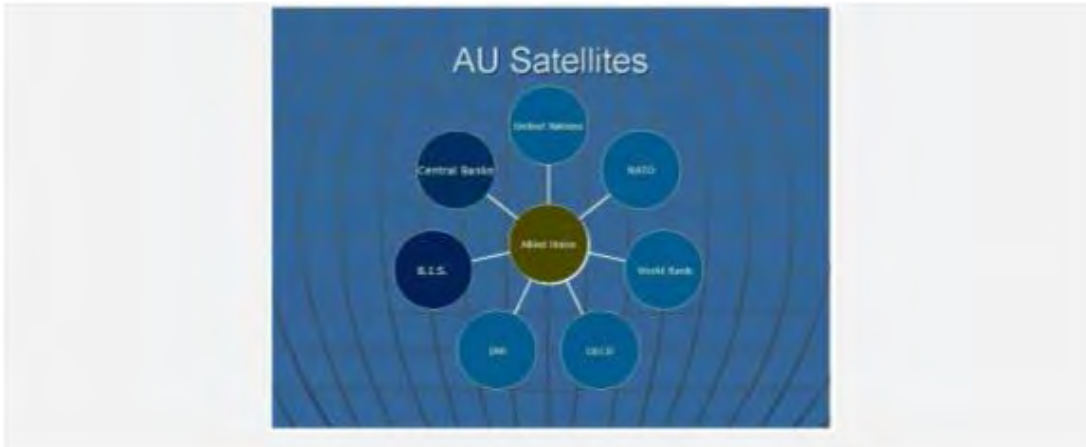 AU Satellites
United Nations
Central Banks
NATO
Allied Union
B.I.S.
World Bank
IMF
OECD